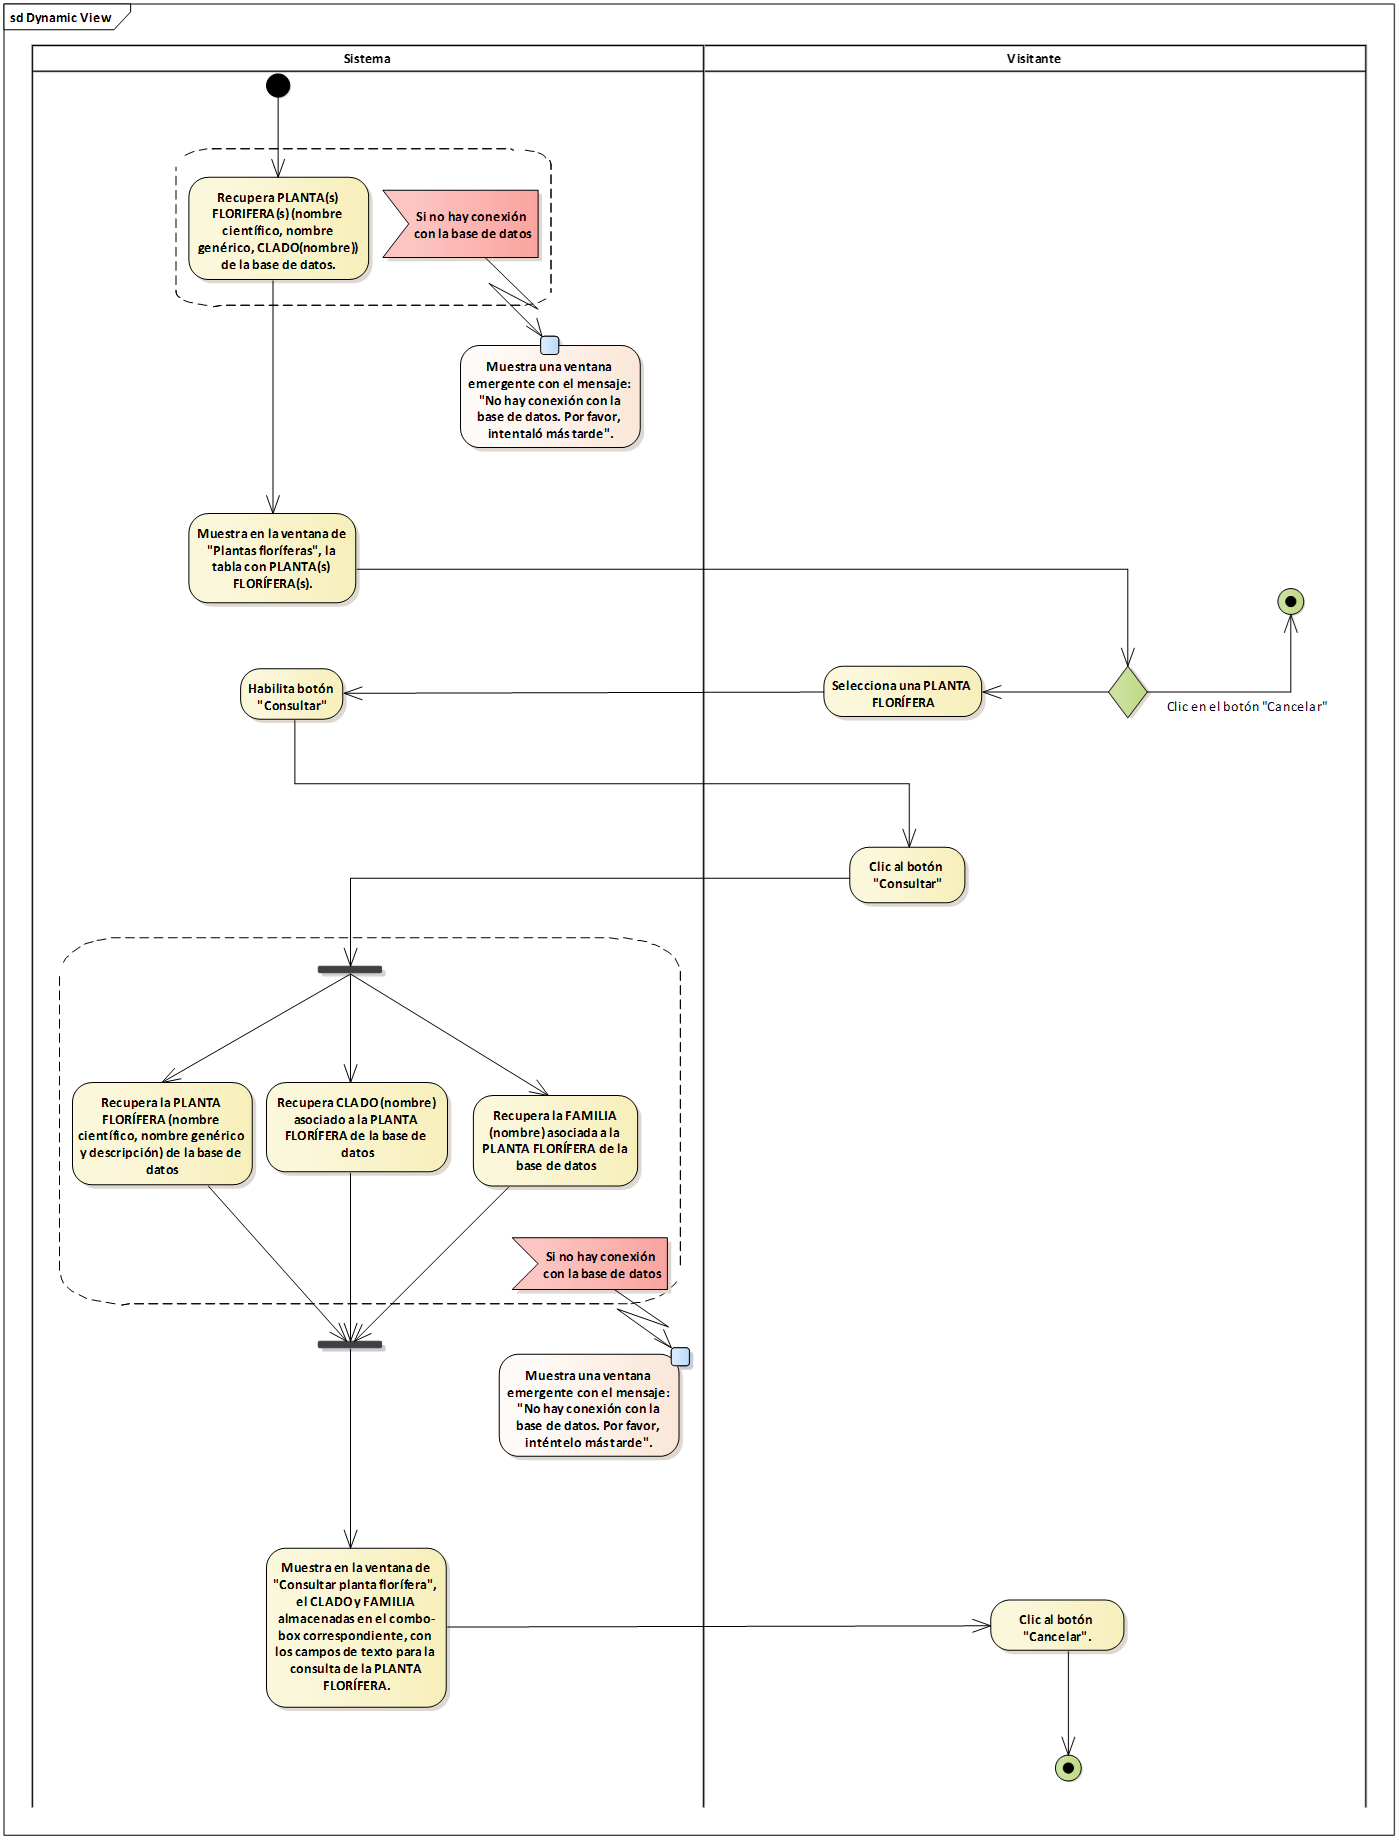 sd Dynamic View
Sistema
Visitante
Recupera PLANTA(s)
FLORIFERA(s) (nombre
científico, nombre
genérico, CLADO(nombre))
de la base de datos.
Si no hay conexión
con la base de datos
Muestra una ventana
emergente con el mensaje:
"No hay conexión con la
base de datos. Por favor,
intentaló más tarde".
Muestra en la ventana de
"Plantas floríferas", la
tabla con PLANTA(s)
FLORÍFERA(s).
Habilita botón
"Consultar"
Selecciona una PLANTA
FLORÍFERA
Clic en el botón "Cancelar"
Clic al botón
"Consultar"
Recupera la PLANTA
FLORÍFERA (nombre
científico, nombre genérico
y descripción) de la base de
datos
Recupera CLADO (nombre)
asociado a la PLANTA
FLORÍFERA de la base de
datos
Recupera la FAMILIA
(nombre) asociada a la
PLANTA FLORÍFERA de la
base de datos
Si no hay conexión
con la base de datos
Muestra una ventana
emergente con el mensaje:
"No hay conexión con la
base de datos. Por favor,
inténtelo más tarde".
Muestra en la ventana de
"Consultar planta florífera",
el CLADO y FAMILIA
almacenadas en el combo-
box correspondiente, con
los campos de texto para la
consulta de la PLANTA
FLORÍFERA.
Clic al botón
"Cancelar".